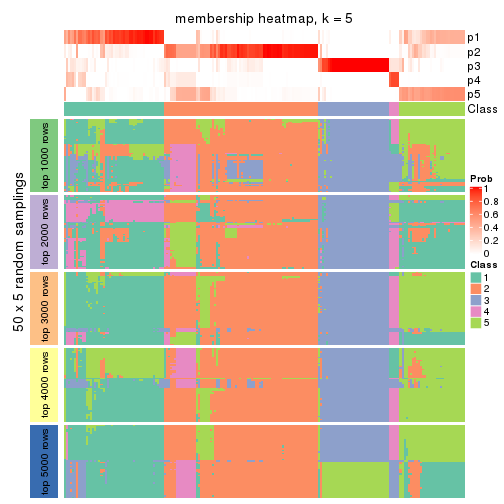 membership heatmap, k = 5
p1
p2
p3
p4
p5
Class
50 x 5 random samplings
top 1000 rows
top 2000 rows
top 3000 rows
top 4000 rows
top 5000 rows
Prob
1
0.8
0.6
0.4
0.2
0
Class
1
2
3
4
5